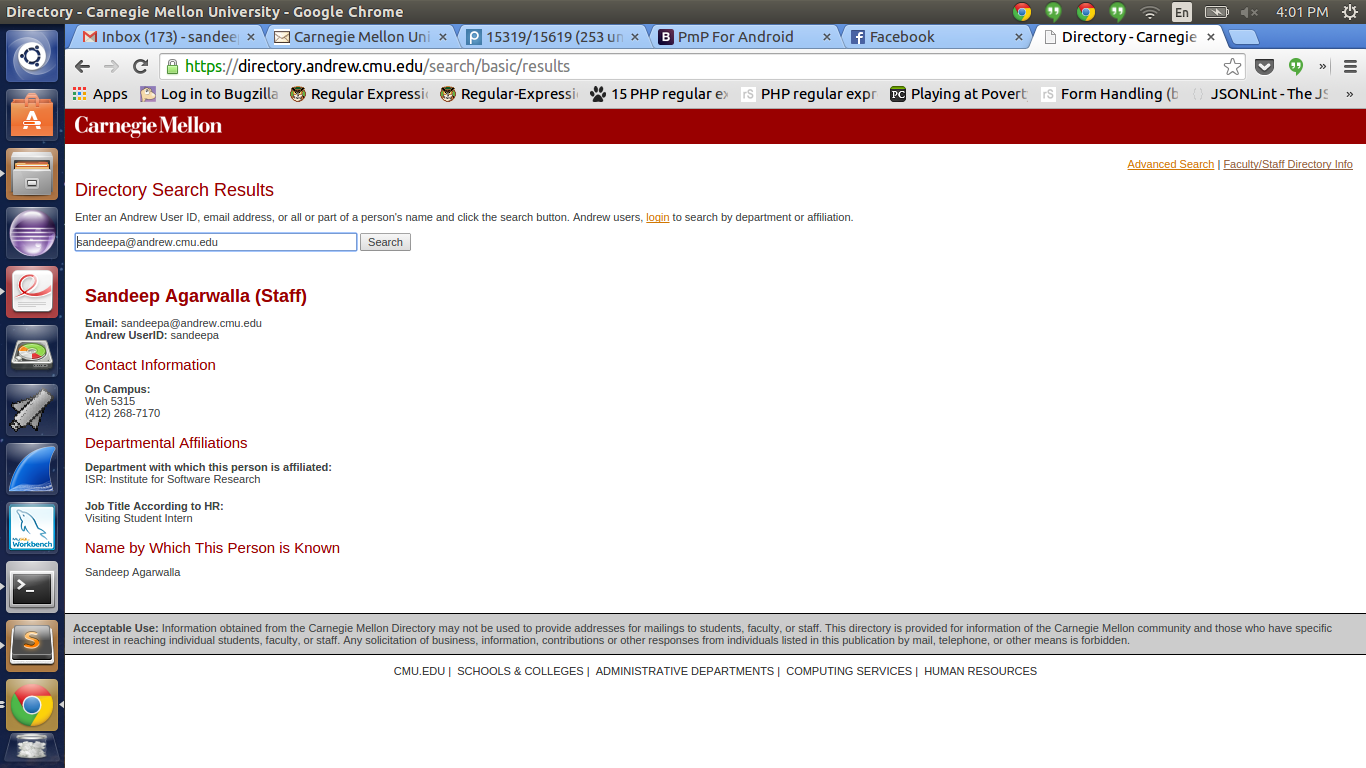 Directory - Carnegie Mellon University - Google Chrome
En
4:01 PM
Inbox (173) - sandee
Carnegie Mellon Uni
15319/15619 (253 un
PmP For Android
Facebook
Directory - Carnegie
https://directory.andrew.cmu.edu/search/basic/results
Apps
Log in to Bugzilla
Regular Expressi
Regular-Expressi
15 PHP regular ex
PHP regular expr
Playing at Povert
Form Handling (b
JSONLint - The JS
»
Carnegie Mellon
Advanced Search | Faculty/Staff Directory Info
Directory Search Results
Enter an Andrew User ID, email address, or all or part of a person's name and click the search button. Andrew users, login to search by department or affiliation.
sandeepa@andrew.cmu.edu
Search
Sandeep Agarwalla (Staff)
Email: sandeepa@andrew.cmu.edu
Andrew UserID: sandeepa
Contact Information
On Campus:
Weh 5315
(412) 268-7170
Departmental Affiliations
Department with which this person is affiliated:
ISR: Institute for Software Research
Job Title According to HR:
Visiting Student Intern
Name by Which This Person is Known
Sandeep Agarwalla
Acceptable Use: Information obtained from the Carnegie Mellon Directory may not be used to provide addresses for mailings to students, faculty, or staff. This directory is provided for information of the Carnegie Mellon community and those who have specific
interest in reaching individual students, faculty, or staff. Any solicitation of business, information, contributions or other responses from individuals listed in this publication by mail, telephone, or other means is forbidden.
CMU.EDU | SCHOOLS & COLLEGES | ADMINISTRATIVE DEPARTMENTS | COMPUTING SERVICES | HUMAN RESOURCES
Workbench